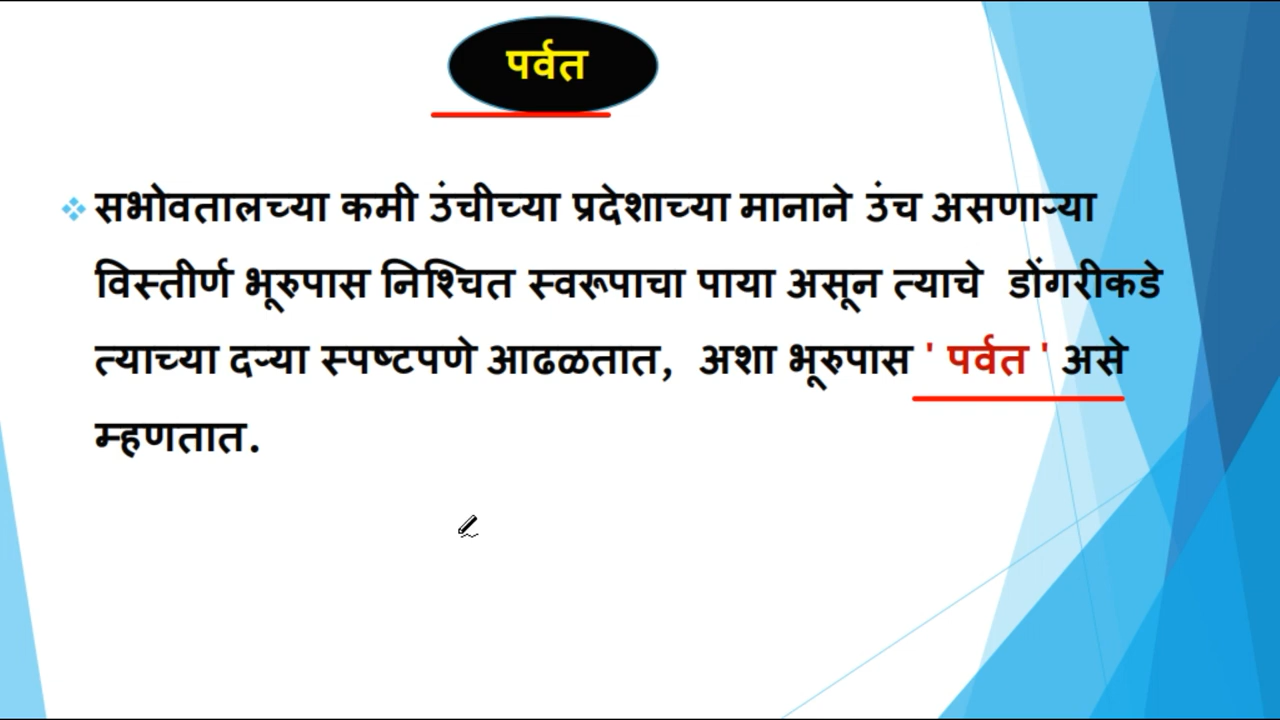 पर्वत
सभोवतालच्या कमी उंचीच्या प्रदेशाच्या मानाने उंच असणाऱ्या
विस्तीर्ण भूरुपास निश्चित स्वरूपाचा पाया असून त्याचे डोंगरीकडे
त्याच्या दऱ्या स्पष्टपणे आढळतात, अशा भूरुपास ' पर्वत ' असे
म्हणतात.